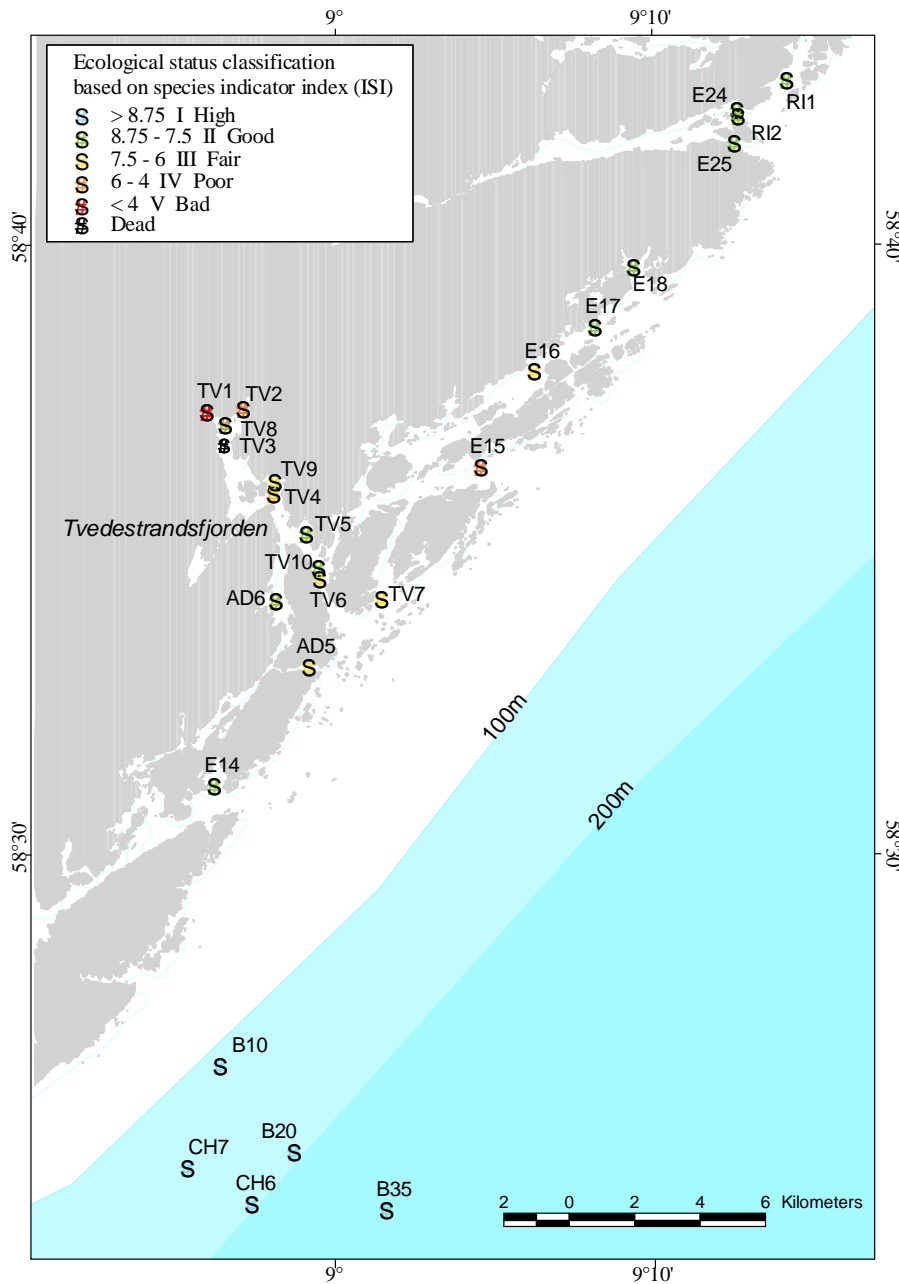 9° 9°10'
Ecological status classification
based on species indicator index (ISI)
S > 8.75 I High
S 8.75 - 7.5 II Good
S 7.5 - 6 III Fair
S 6 - 4 IV Poor
$ < 4 V Bad
$ Dead
E24
RI1
RI2
E25
58°40' 58°40'
E18
E17
E16
TV1 TV2
TV8
TV3
E15
TV9
TV4
Tvedestrandsfjorden
TV5
TV10
AD6 TV6 TV7
AD5
100m
E14
200m
58°30' 58°30'
B10
B20
CH7
CH6
B35
2 0 2 4 6 Kilometers
9° 9°10'